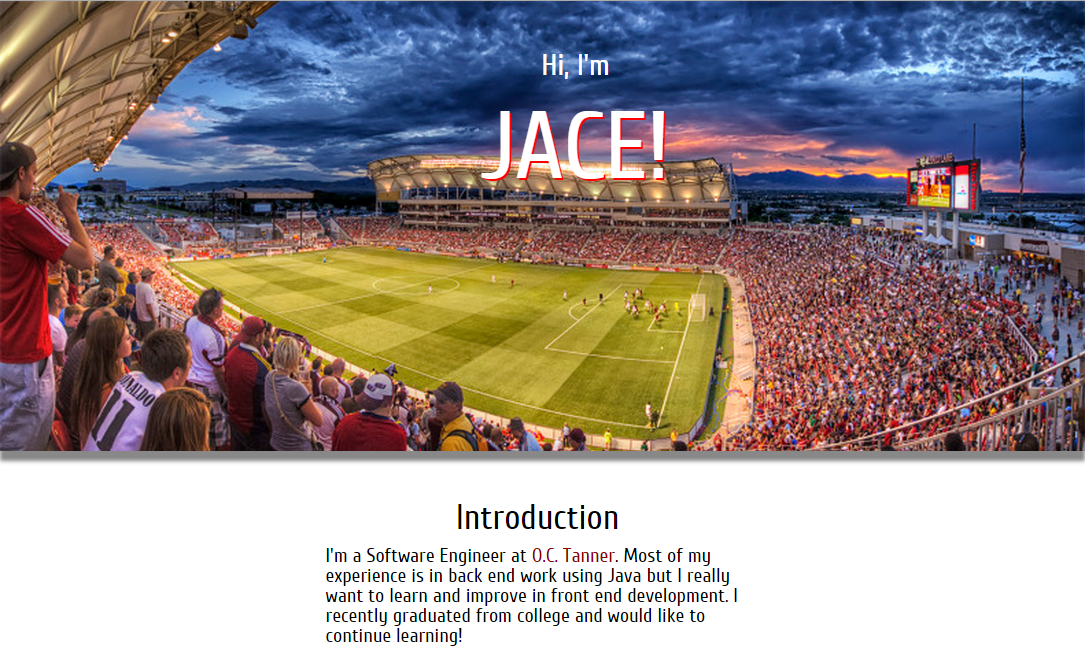 Hi, I'm
JACE!
ONALDO
11
Introduction
I'm a Software Engineer at O.C. Tanner. Most of my
experience is in back end work using Java but I really
want to learn and improve in front end development. I
recently graduated from college and would like to
continue learning!